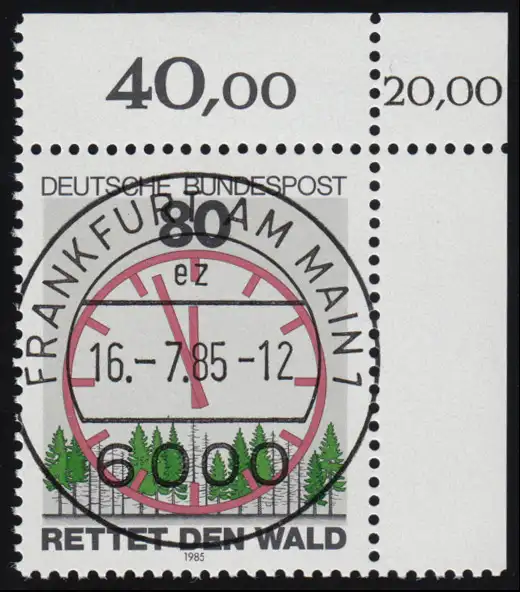 40,00 20,00
DEUTSCHE BUNDESPOST
80
FRANKFURT AM MAIN 1
ez
16.-7.85-12
6000
RETTET DEN WALD
1985